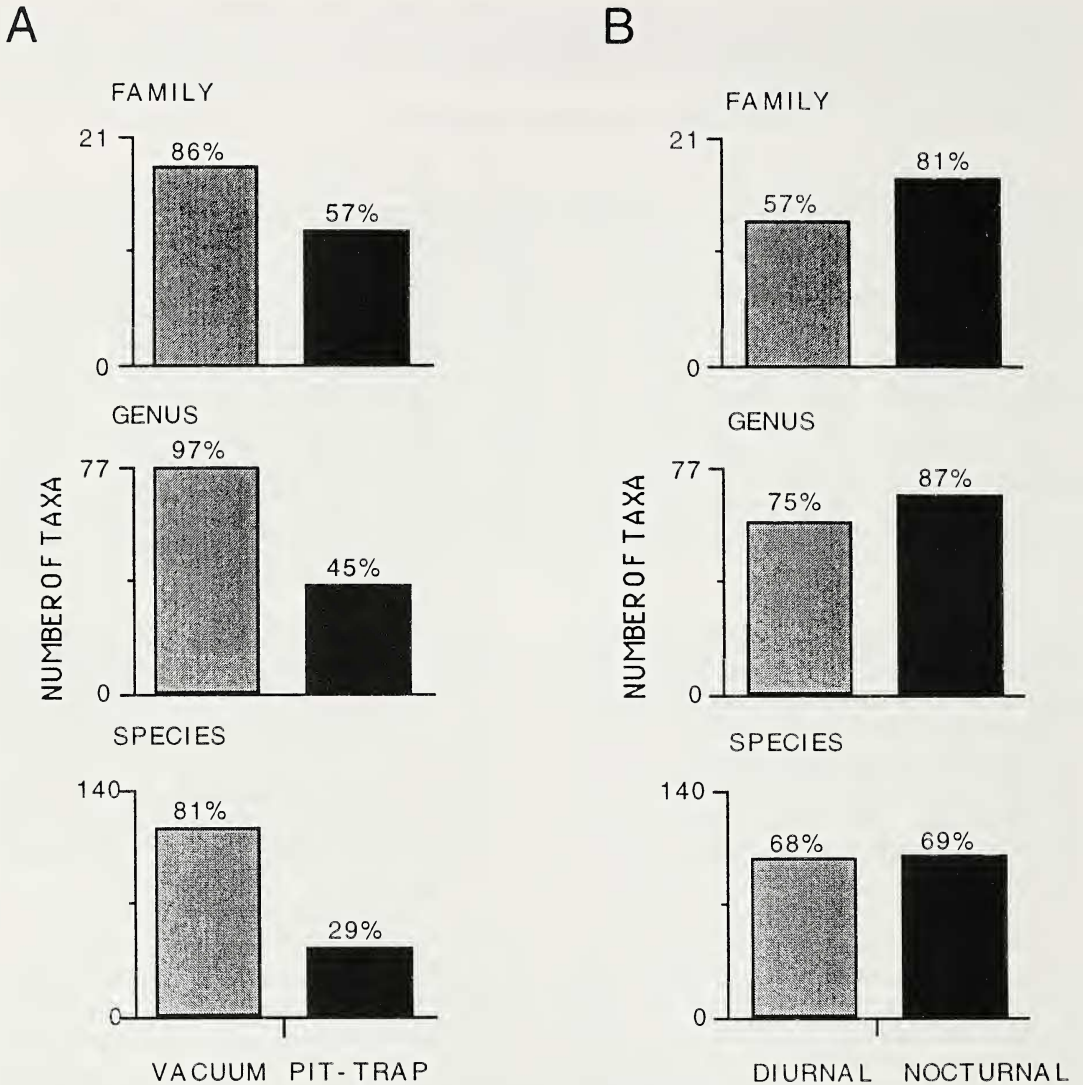 A
FAMILY
21
86%
57%
0
GENUS
97%
77
45%
0
NUMBER OF TAXA
SPECIES
140
81%
29%
0
VACUUM PIT-TRAP
B
FAMILY
21
81%
57%
0
GENUS
77
87%
75%
0
NUMBER OF TAXA
SPECIES
140
68% 69%
0
DIURNAL NOCTURNAL